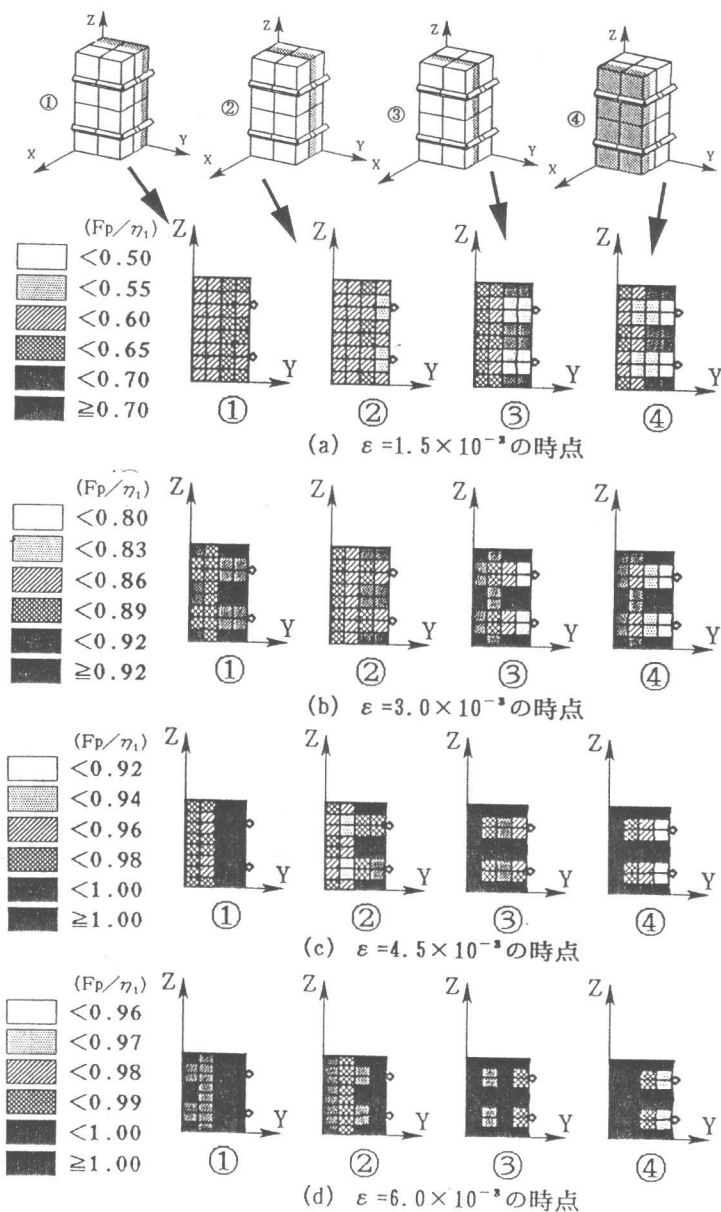 Z Z Z Z
① ② ③ ④
X Y X Y X Y X Y
(Fp/η₁)
<0.50
<0.55
<0.60
<0.65
<0.70
≧0.70
Z Z Z Z
Y Y Y Y
① ② ③ ④
(a) ε=1.5×10⁻³の時点
(Fp/η₁)
<0.80
<0.83
<0.86
<0.89
<0.92
≧0.92
Z Z Z Z
Y Y Y Y
① ② ③ ④
(b) ε=3.0×10⁻³の時点
(Fp/η₁)
<0.92
<0.94
<0.96
<0.98
<1.00
≧1.00
Z Z Z Z
Y Y Y Y
① ② ③ ④
(c) ε=4.5×10⁻³の時点
(Fp/η₁)
<0.96
<0.97
<0.98
<0.99
<1.00
≧1.00
Z Z Z Z
Y Y Y Y
① ② ③ ④
(d) ε=6.0×10⁻³の時点